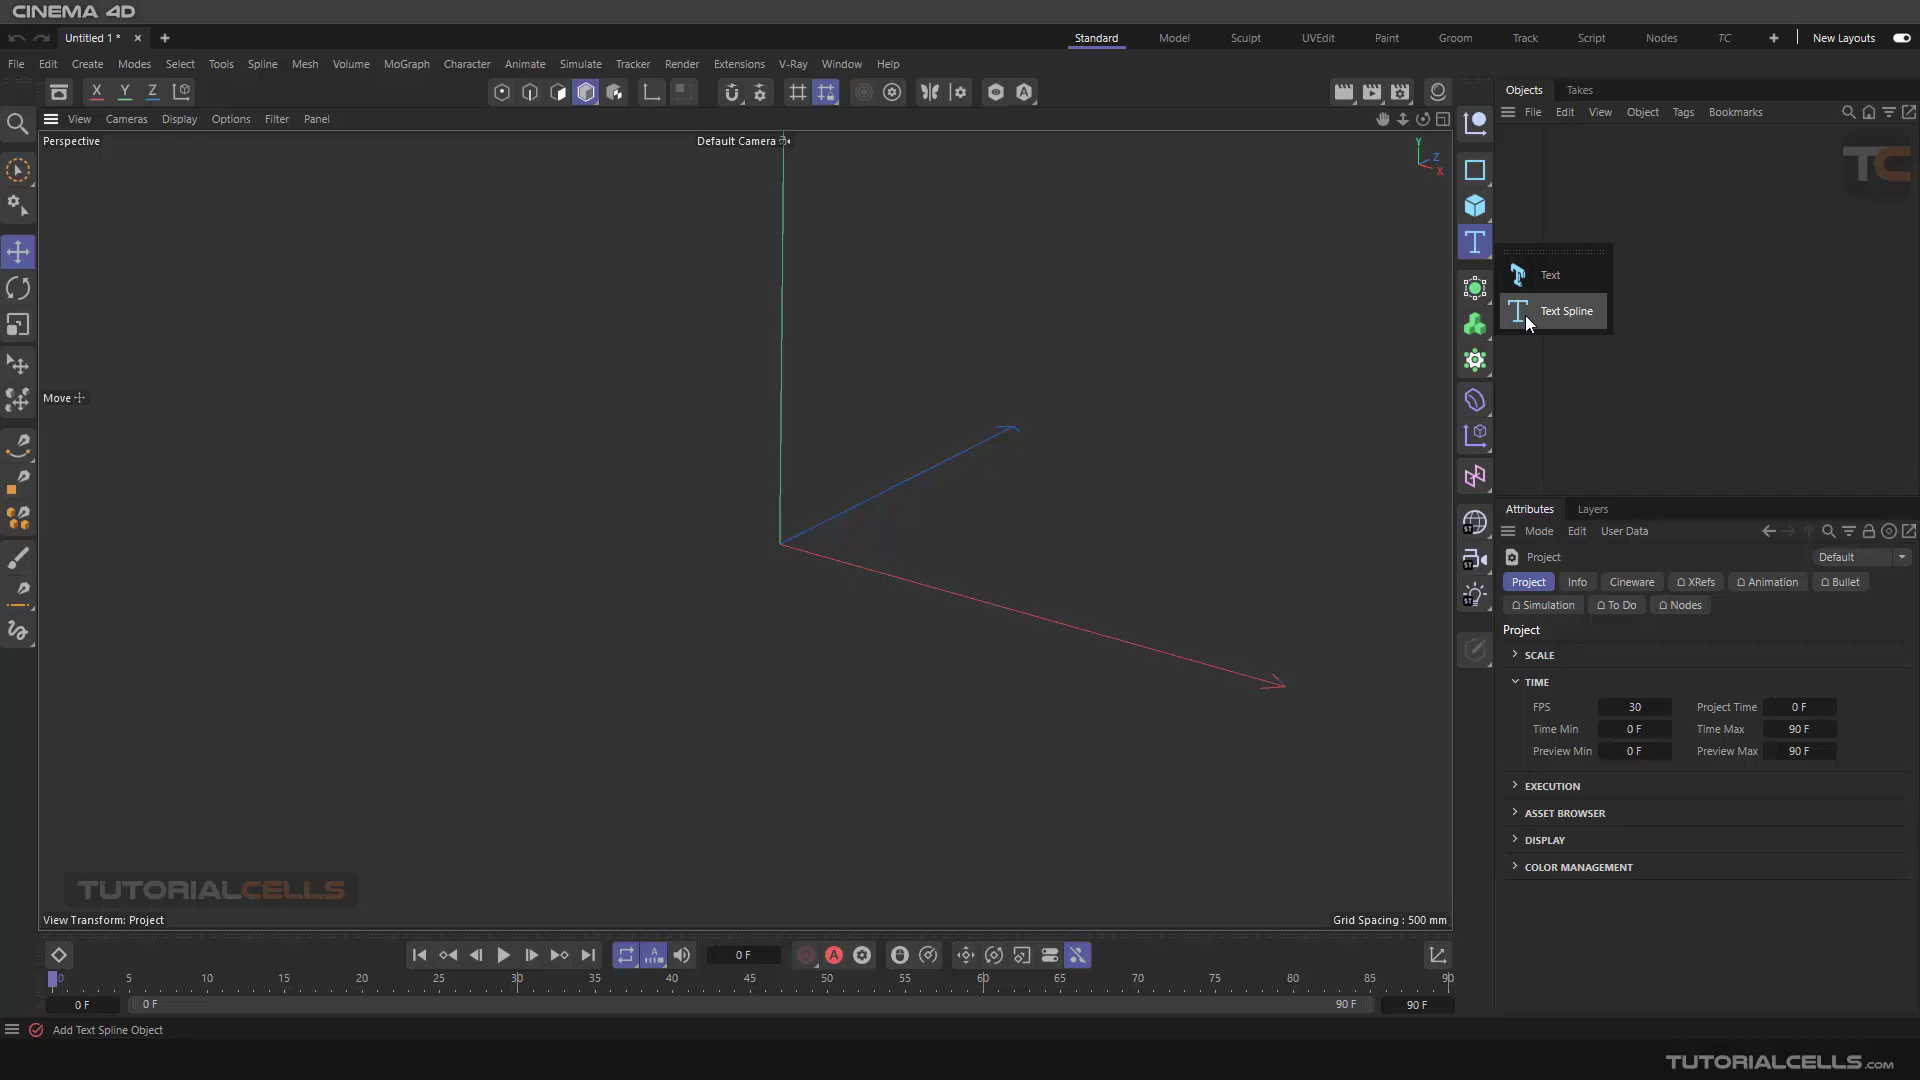 CINEMA 4D
Untitled 1 *
Standard Model Sculpt UVEdit Paint Groom Track Script Nodes TC New Layouts
File Edit Create Modes Select Tools Spline Mesh Volume MoGraph Character Animate Simulate Tracker Render Extensions V-Ray Window Help
X Y Z
Objects Takes
File Edit View Object Tags Bookmarks
View Cameras Display Options Filter Panel
Perspective
Default Camera
Y
Z
X
TC
Text
Text Spline
Move
Attributes Layers
Mode Edit User Data
Project
Default
Project Info Cineware XRefs Animation Bullet
Simulation To Do Nodes
Project
SCALE
TIME
FPS 30 Project Time 0 F
Time Min 0 F Time Max 90 F
Preview Min 0 F Preview Max 90 F
EXECUTION
ASSET BROWSER
DISPLAY
COLOR MANAGEMENT
TUTORIALCELLS
View Transform: Project
Grid Spacing : 500 mm
0 F
0 5 10 15 20 25 30 35 40 45 50 55 60 65 70 75 80 85 90
0 F 0 F 90 F 90 F
Add Text Spline Object
TUTORIALCELLS.COM